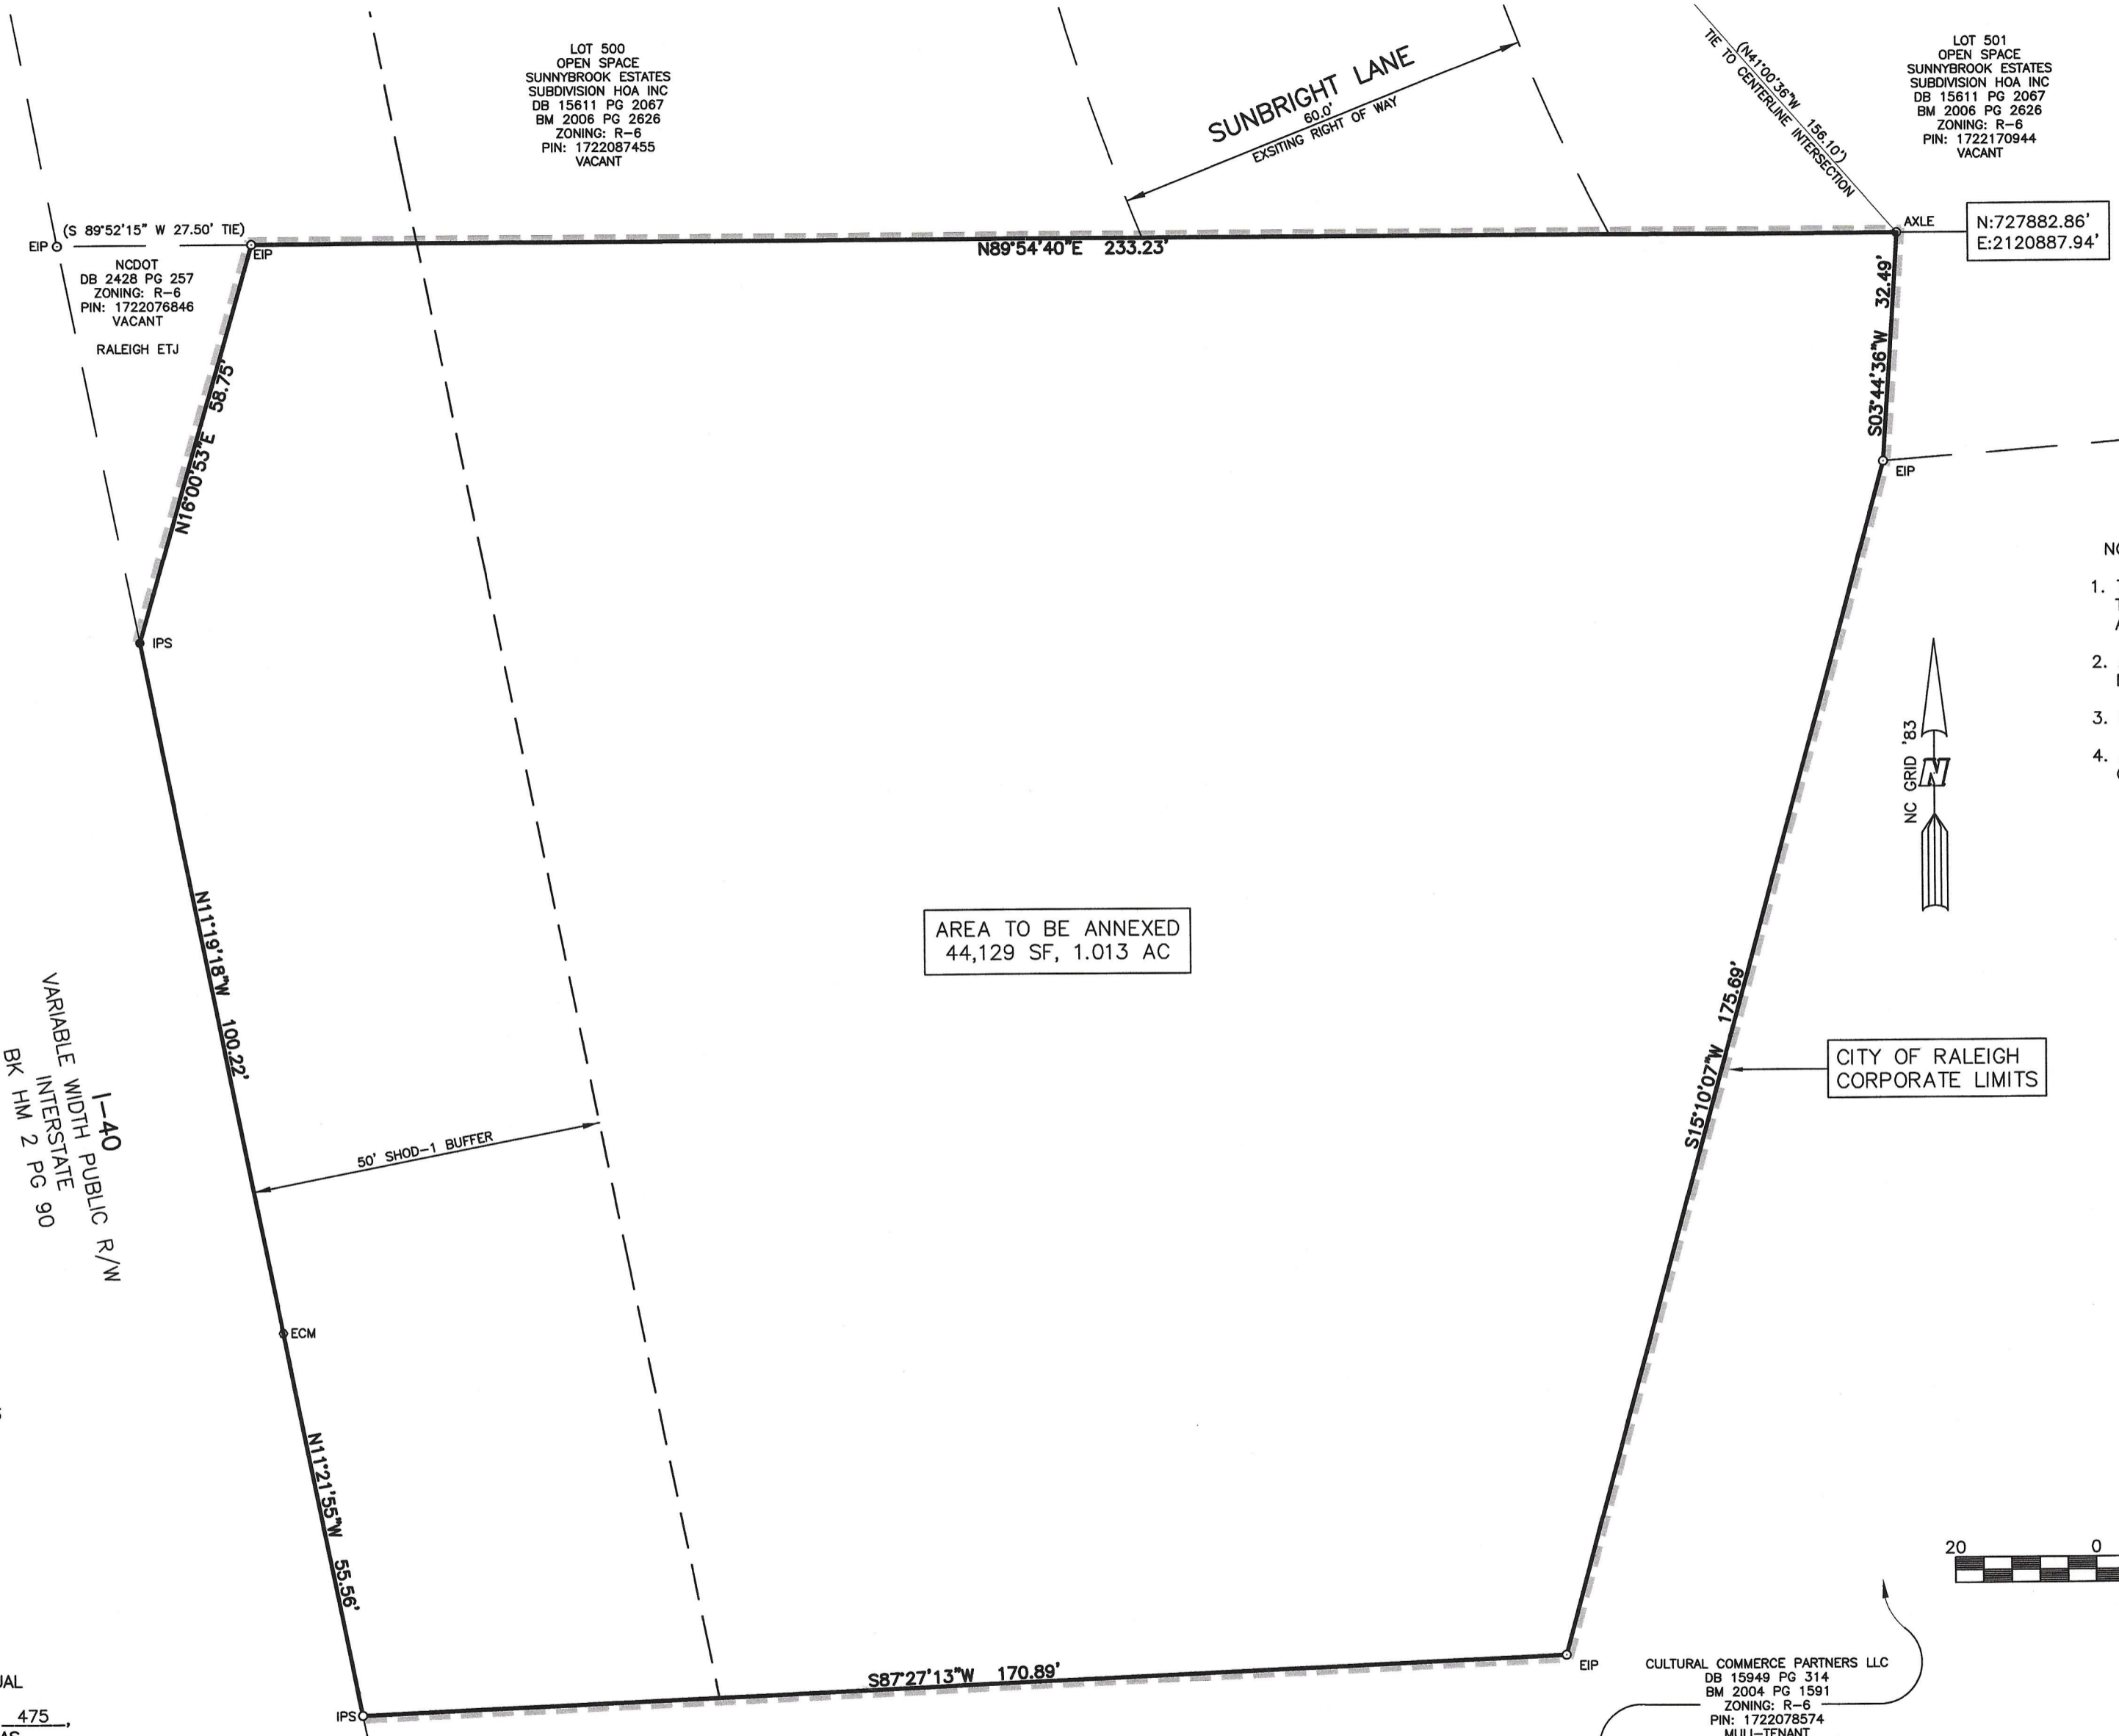 LOT 500
OPEN SPACE
SUNNYBROOK ESTATES
SUBDIVISION HOA INC
DB 15611 PG 2067
BM 2006 PG 2626
ZONING: R-6
PIN: 1722087455
VACANT
SUNBRIGHT LANE
60.0'
EXSITING RIGHT OF WAY
(N41°00'36"W 156.10')
TIE TO CENTERLINE INTERSECTION
LOT 501
OPEN SPACE
SUNNYBROOK ESTATES
SUBDIVISION HOA INC
DB 15611 PG 2067
BM 2006 PG 2626
ZONING: R-6
PIN: 1722170944
VACANT
AXLE
N:727882.86'
E:2120887.94'
(S 89°52'15" W 27.50' TIE)
EIP
EIP
N89°54'40"E 233.23'
NCDOT
DB 2428 PG 257
ZONING: R-6
PIN: 1722076846
VACANT
RALEIGH ETJ
N16°00'53"E 58.75'
S03°44'36"W 32.49'
EIP
IPS
1.
2.
3.
4.
NC GRID '83
N
N11°19'18"W 100.22'
AREA TO BE ANNEXED
44,129 SF, 1.013 AC
S15°10'07"W 175.69'
CITY OF RALEIGH
CORPORATE LIMITS
I-40
VARIABLE WIDTH PUBLIC R/W
INTERSTATE
BK HM 2 PG 90
50' SHOD-1 BUFFER
ECM
N11°21'55"W 55.56'
20 0
S87°27'13"W 170.89'
EIP
IPS
475,
CULTURAL COMMERCE PARTNERS LLC
DB 15949 PG 314
BM 2004 PG 1591
ZONING: R-6
PIN: 1722078574
MULI-TENANT